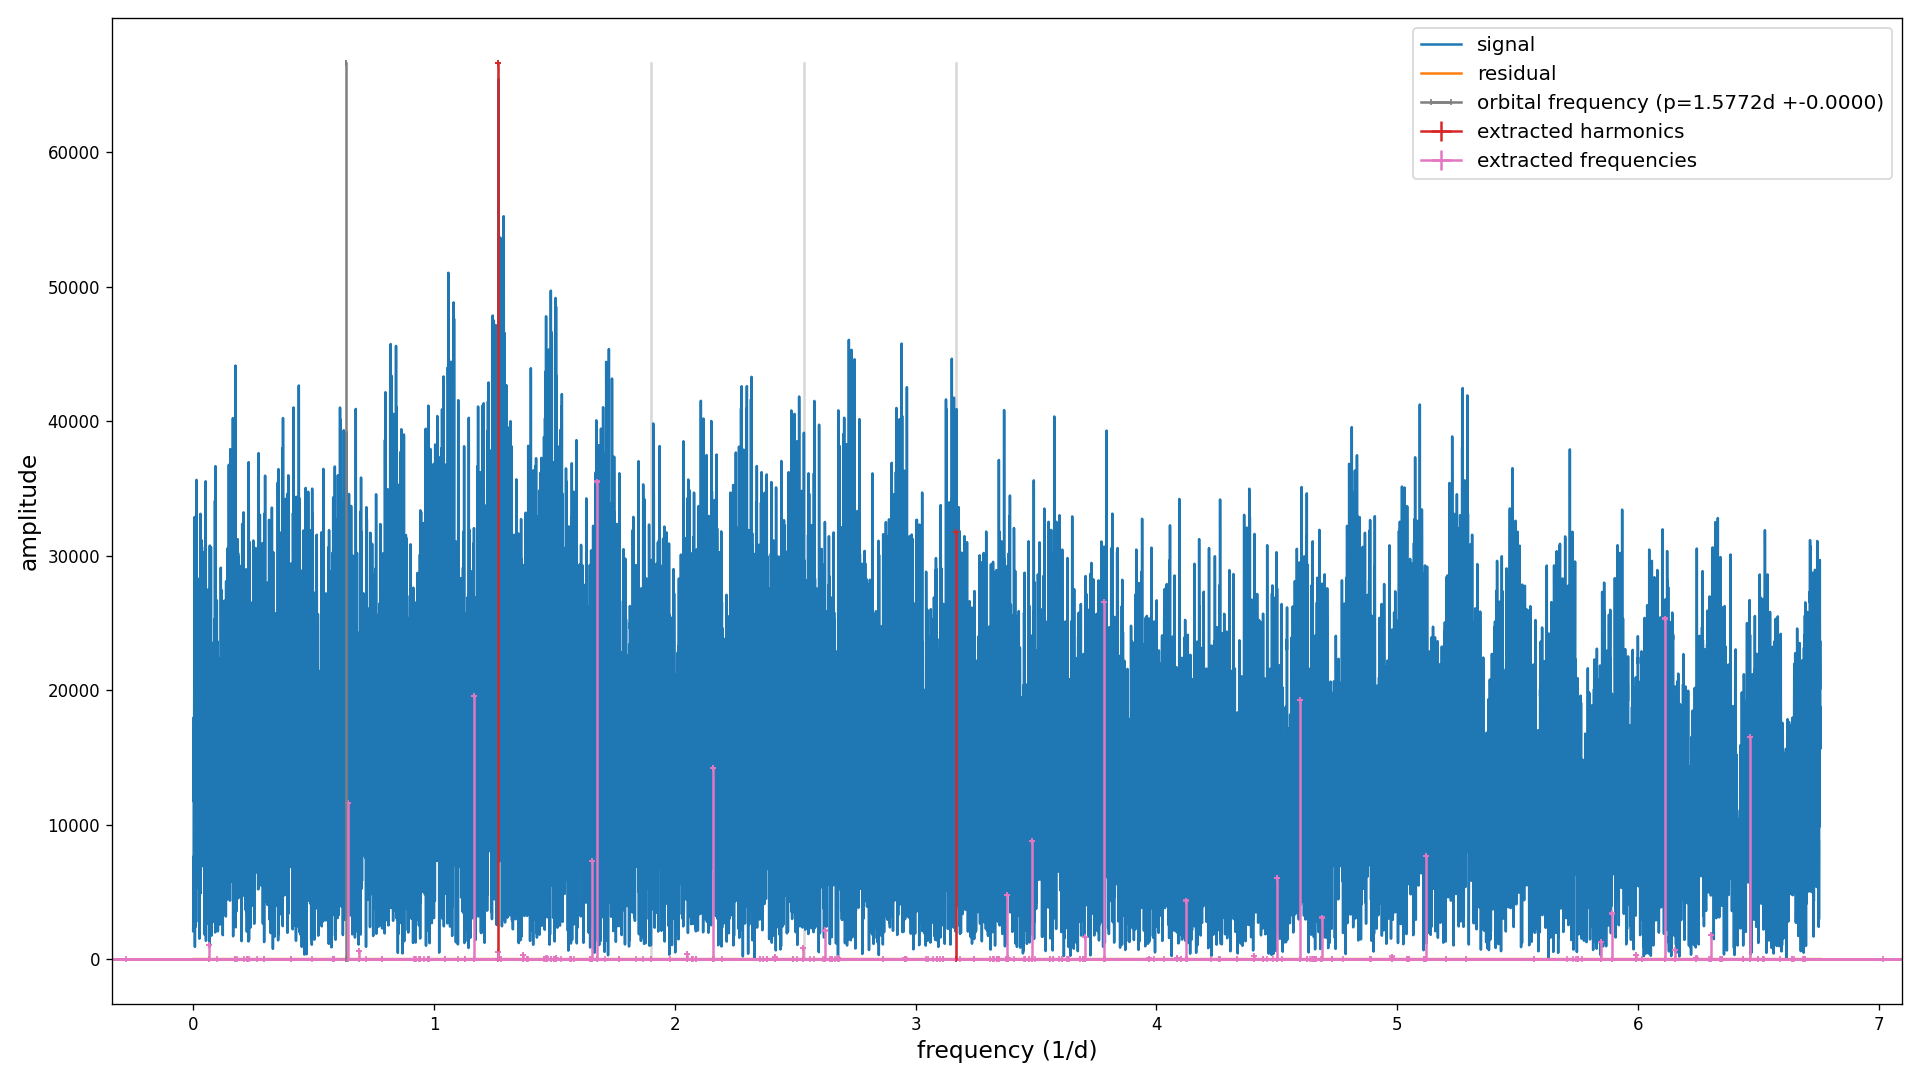 signal
residual
orbital frequency (p=1.5772d +-0.0000)
extracted harmonics
extracted frequencies
60000
50000
40000
30000
20000
10000
0
amplitude
0 1 2 3 4 5 6 7
frequency (1/d)